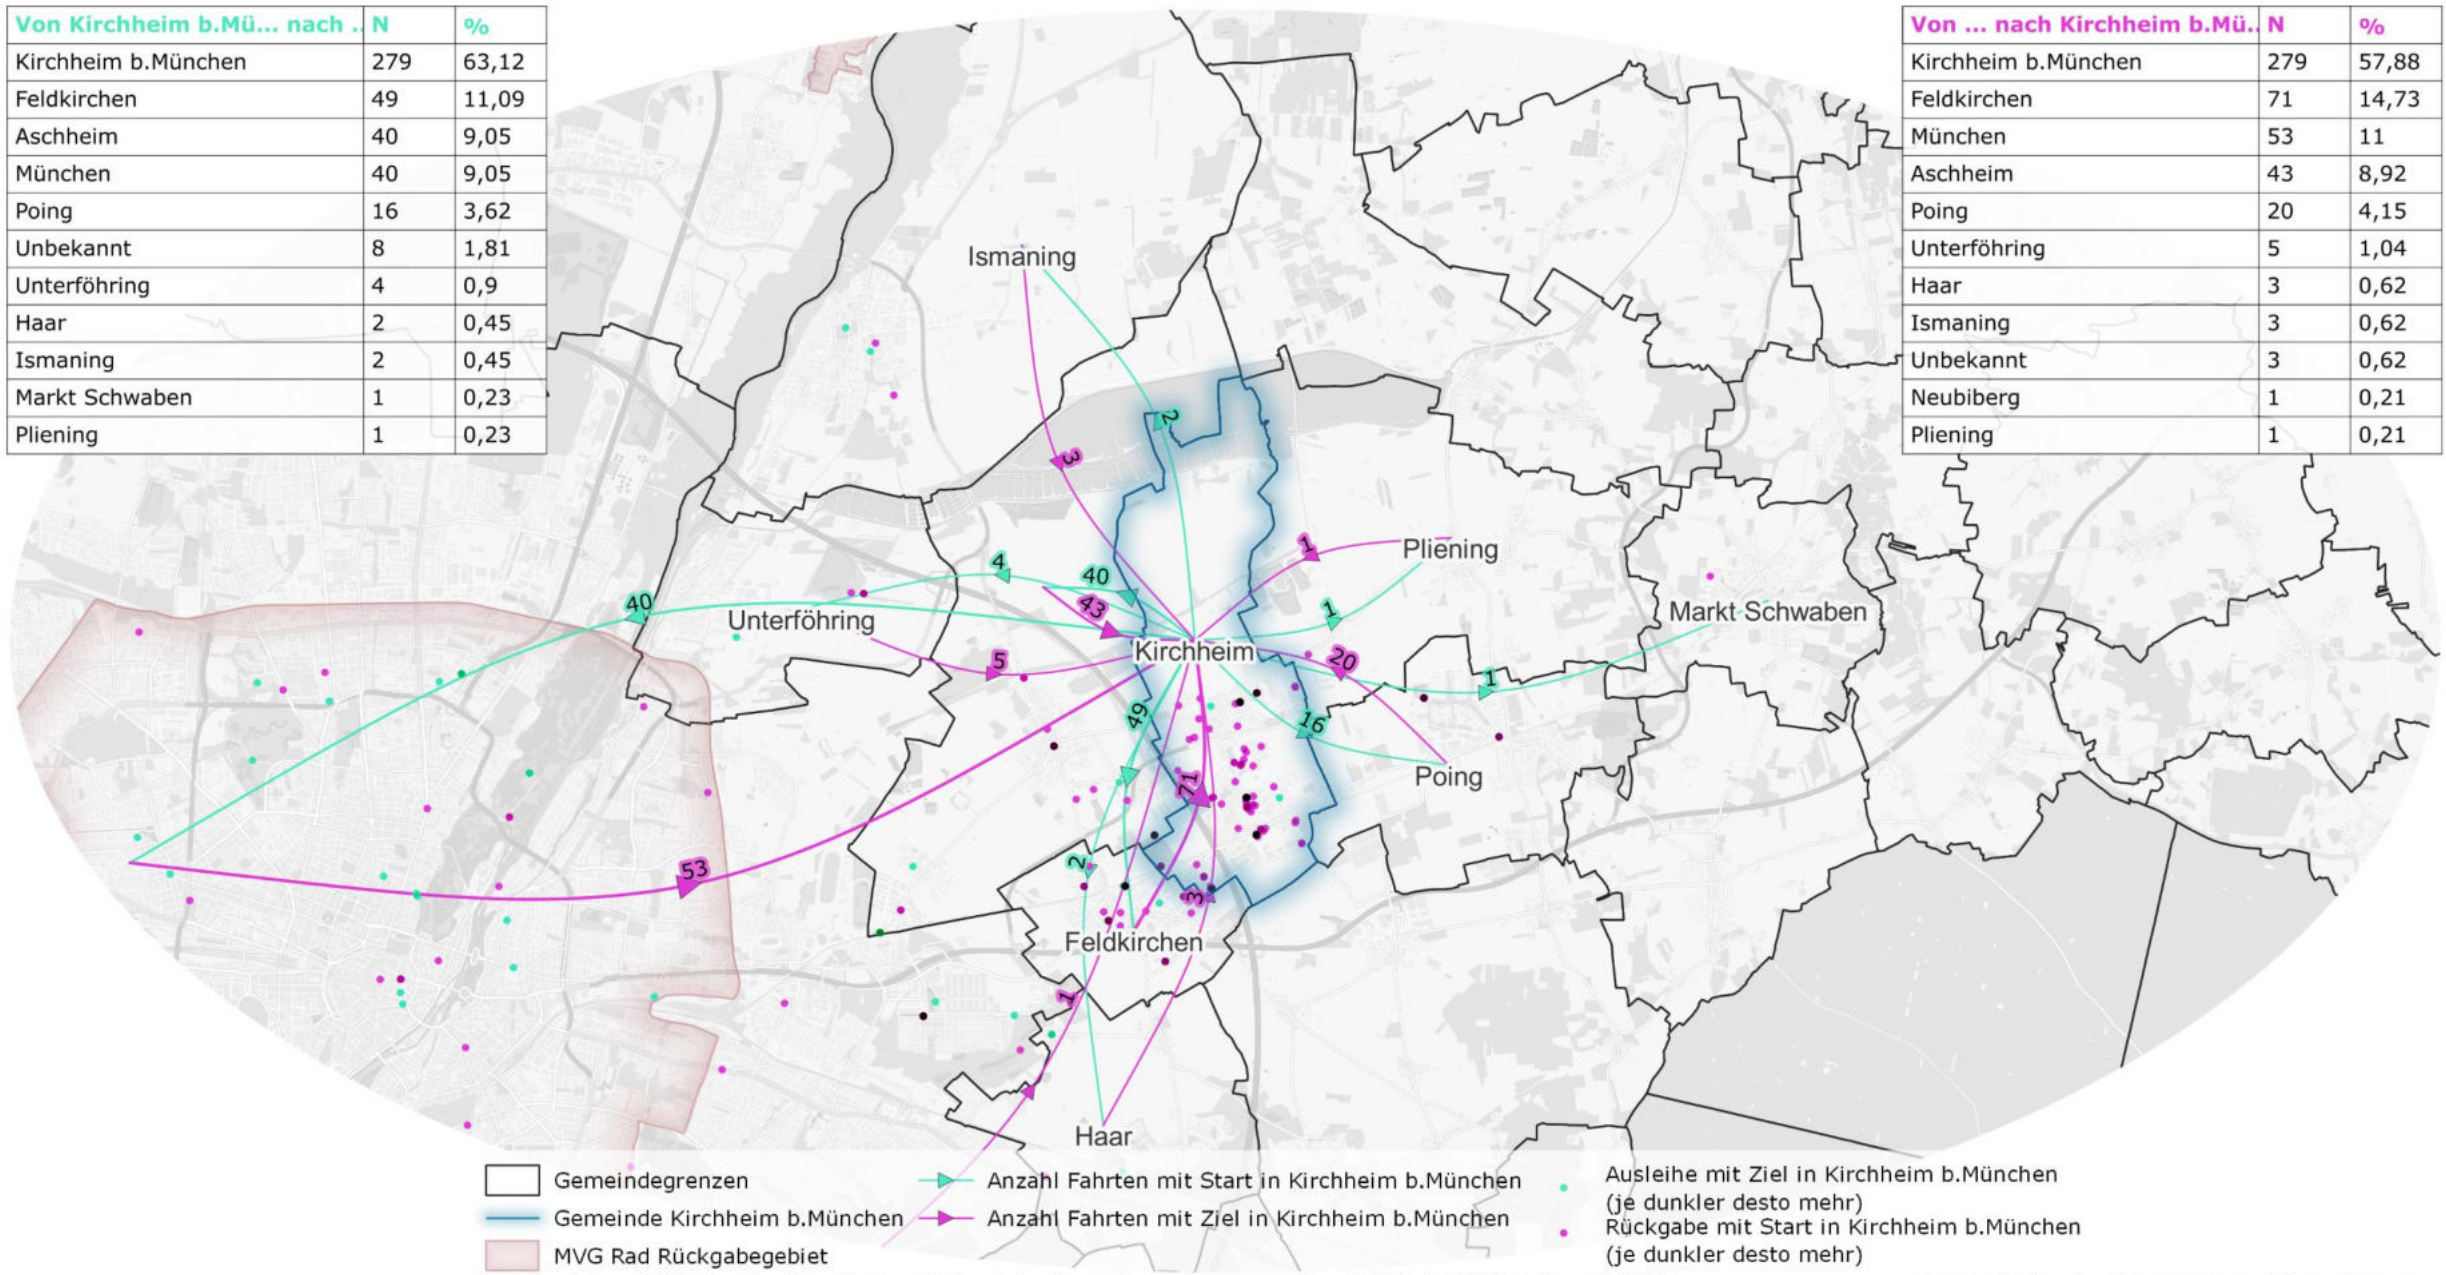 Von Kirchheim b.Mü... nach .. N %
Kirchheim b.München 279 63,12
Feldkirchen 49 11,09
Aschheim 40 9,05
München 40 9,05
Poing 16 3,62
Unbekannt 8 1,81
Unterföhring 4 0,9
Haar 2 0,45
Ismaning 2 0,45
Markt Schwaben 1 0,23
Pliening 1 0,23
Von ... nach Kirchheim b.Mü.. N %
Kirchheim b.München 279 57,88
Feldkirchen 71 14,73
München 53 11
Aschheim 43 8,92
Poing 20 4,15
Unterföhring 5 1,04
Haar 3 0,62
Ismaning 3 0,62
Unbekannt 3 0,62
Neubiberg 1 0,21
Pliening 1 0,21
Ismaning
2
3
1
Pliening
4
40
43
40
Unterföhring
1
Markt Schwaben
Kirchheim
5
20
1
49
16
Poing
71
53
2
3
Feldkirchen
1
Haar
Gemeindegrenzen
Gemeinde Kirchheim b.München
MVG Rad Rückgabegebiet
Anzahl Fahrten mit Start in Kirchheim b.München
Anzahl Fahrten mit Ziel in Kirchheim b.München
Ausleihe mit Ziel in Kirchheim b.München
(je dunkler desto mehr)
Rückgabe mit Start in Kirchheim b.München
(je dunkler desto mehr)